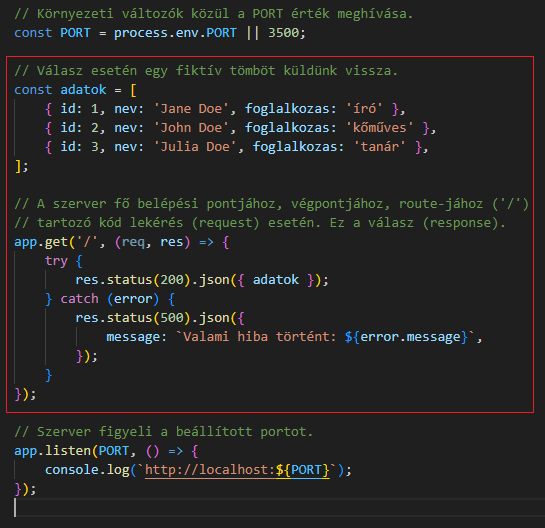 // Környezeti változók közül a PORT érték meghívása.
const PORT = process.env.PORT || 3500;
// Válasz esetén egy fiktív tömböt küldünk vissza.
const adatok = [
    { id: 1, nev: 'Jane Doe', foglalkozas: 'író' },
    { id: 2, nev: 'John Doe', foglalkozas: 'kőműves' },
    { id: 3, nev: 'Julia Doe', foglalkozas: 'tanár' },
];
// A szerver fő belépési pontjához, végpontjához, route-jához ('/')
// tartozó kód lekérés (request) esetén. Ez a válasz (response).
app.get('/', (req, res) => {
    try {
        res.status(200).json({ adatok });
    } catch (error) {
        res.status(500).json({
            message: `Valami hiba történt: ${error.message}`,
        });
    }
});
// Szerver figyeli a beállított portot.
app.listen(PORT, () => {
    console.log(`http://localhost:${PORT}`);
});